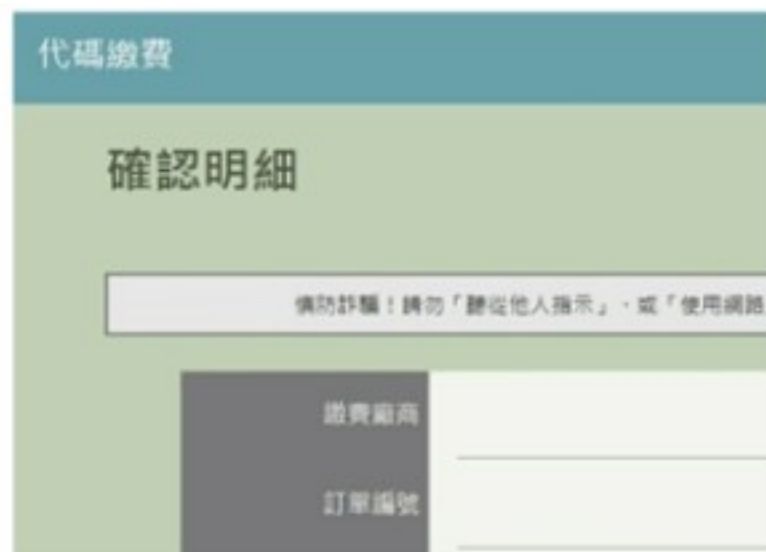 代碼繳費
確認明細
慎防詐騙！請勿「聽從他人指示」、或「使用網路
繳費廠商
訂單編號